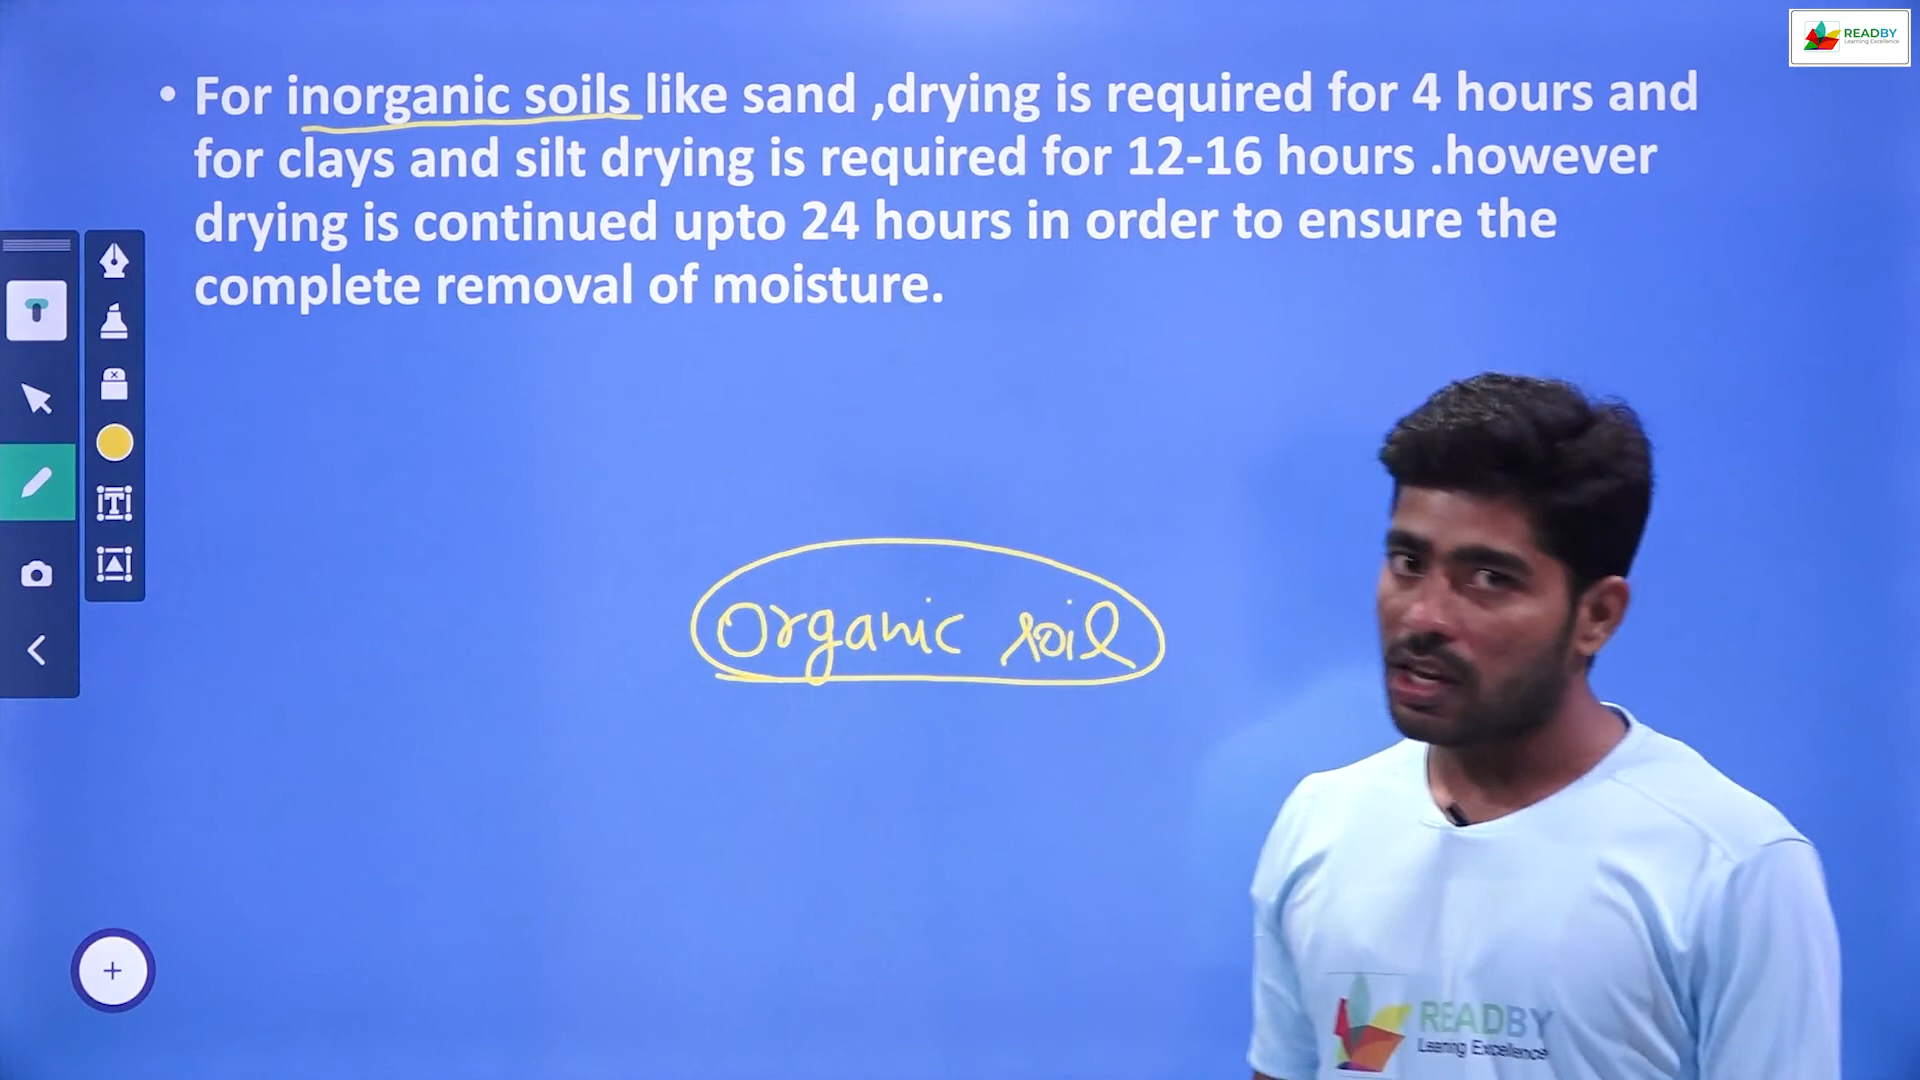 READBY
Learning Excellence
• For inorganic soils like sand ,drying is required for 4 hours and
for clays and silt drying is required for 12-16 hours .however
drying is continued upto 24 hours in order to ensure the
complete removal of moisture.
organic soil
READBY
Learning Excellence